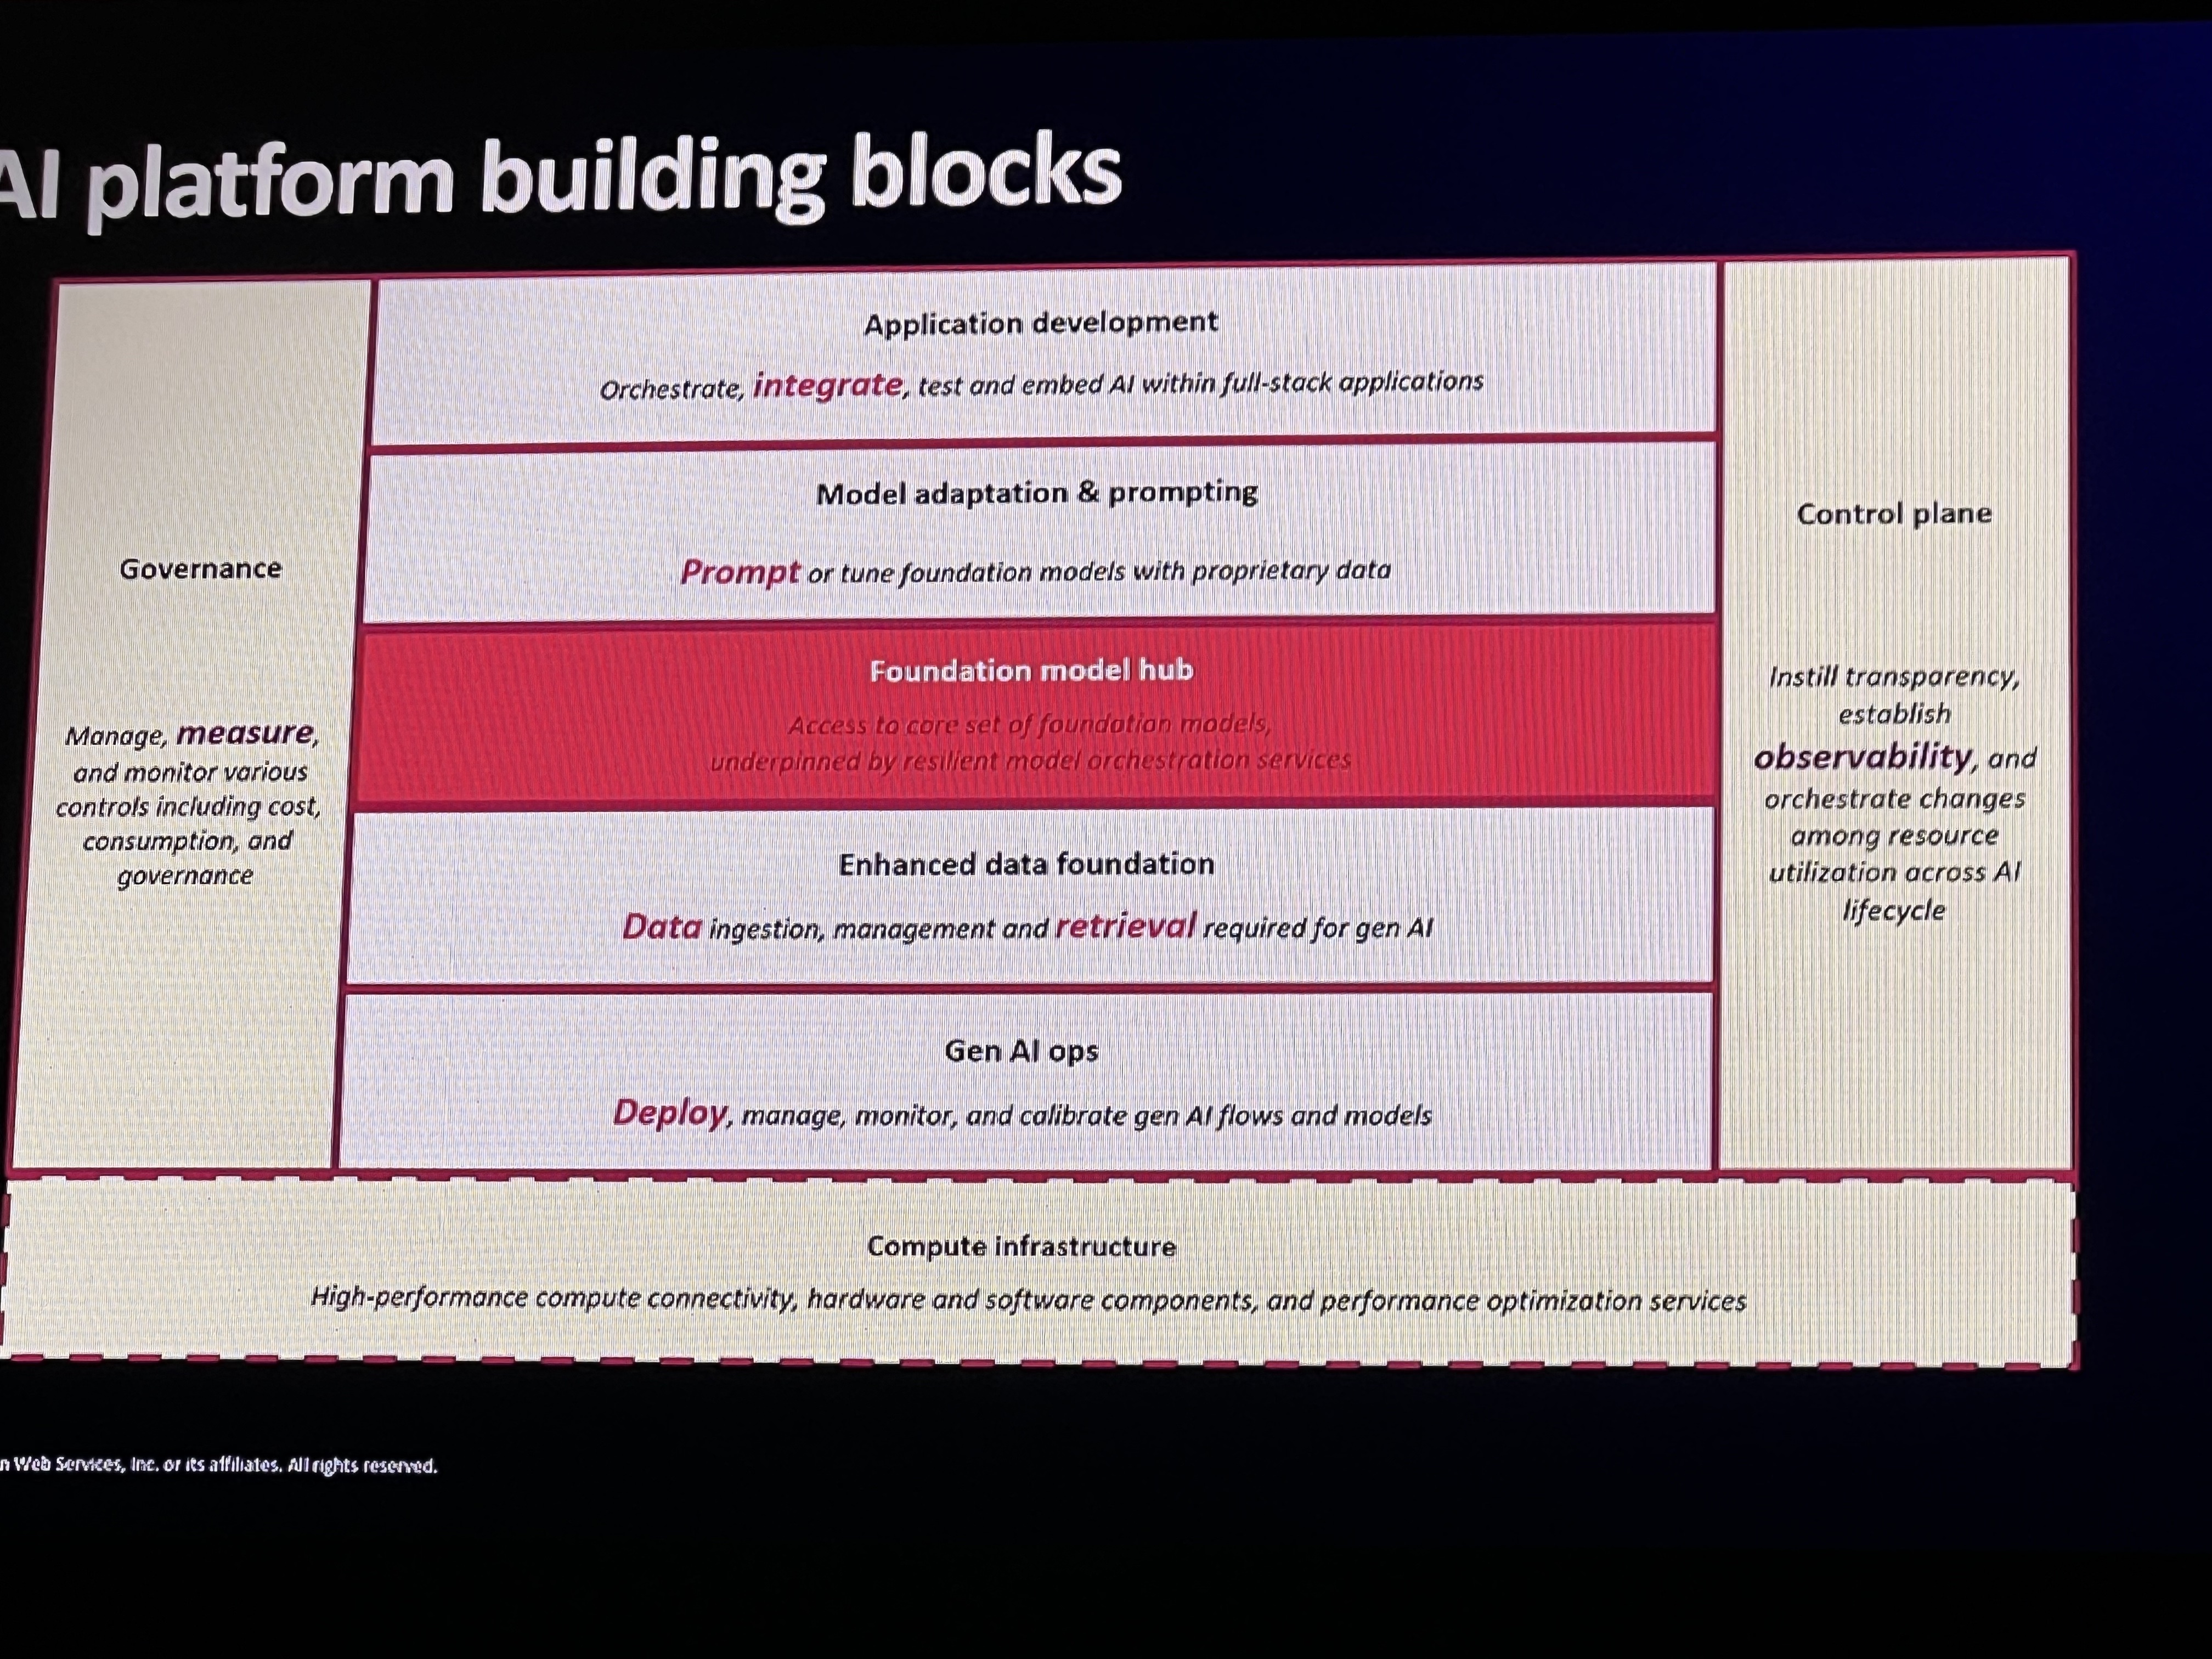 AI platform building blocks
Governance
Manage, measure,
and monitor various
controls including cost,
consumption, and
governance
Application development
Orchestrate, integrate, test and embed AI within full-stack applications
Model adaptation & prompting
Prompt or tune foundation models with proprietary data
Foundation model hub
Access to core set of foundation models,
underpinned by resilient model orchestration services
Enhanced data foundation
Data ingestion, management and retrieval required for gen AI
Gen AI ops
Deploy, manage, monitor, and calibrate gen AI flows and models
Control plane
Instill transparency,
establish
observability, and
orchestrate changes
among resource
utilization across AI
lifecycle
Compute infrastructure
High-performance compute connectivity, hardware and software components, and performance optimization services
n Web Services, Inc. or its affiliates. All rights reserved.